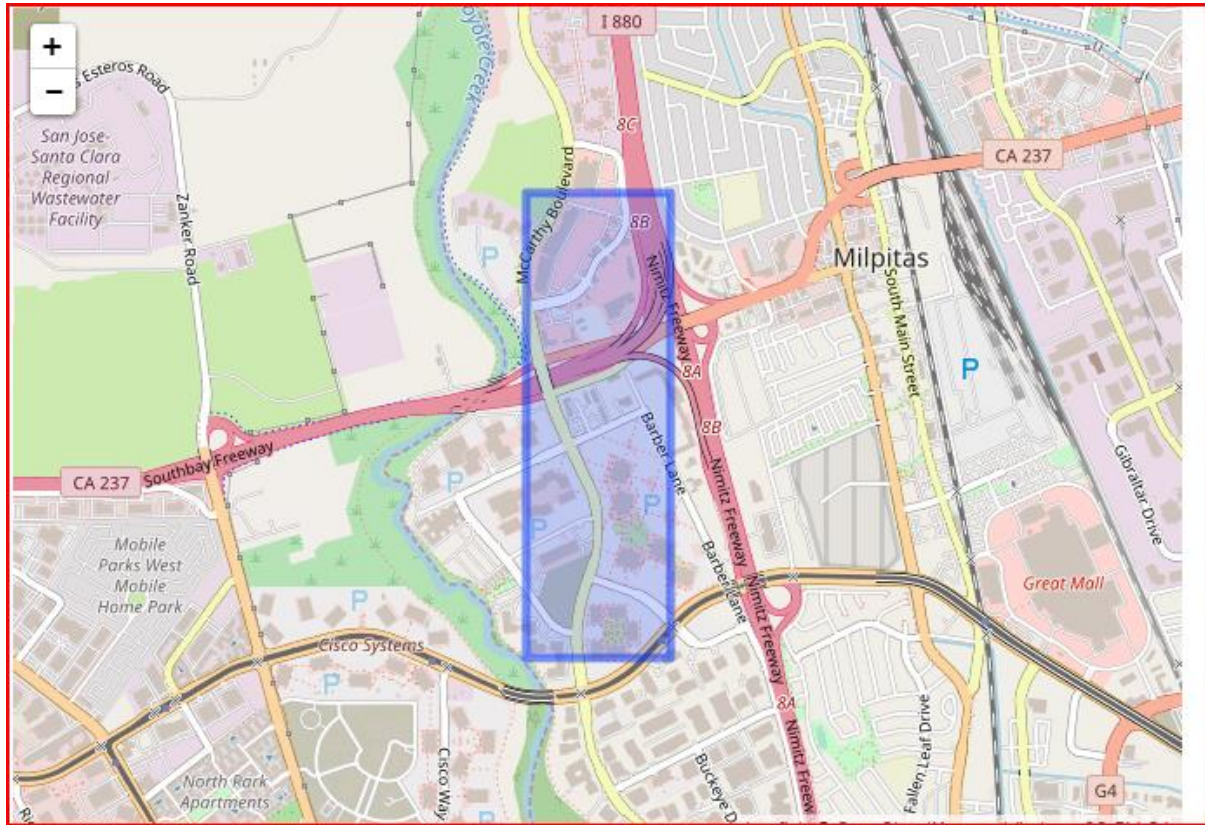 +
−
I 880
oyote Creek
s Esteros Road
San Jose-
Santa Clara
Regional
Wastewater
Facility
Zanker Road
8C
CA 237
P
McCarthy Boulevard
8B
Nimitz Freeway
Milpitas
South Main Street
8A
P
8B
Barber Lane
Southbay Freeway
CA 237
P
P
P
Nimitz Freeway
Gibraltar Drive
Mobile
Parks West
Mobile
Home Park
P
Barber Lane
Nimitz Freeway
Great Mall
Cisco Systems
P
8A
Nimitz Freew
Fallen Leaf Drive
Cisco Way
Buckeye D
North Park
Apartments
G4